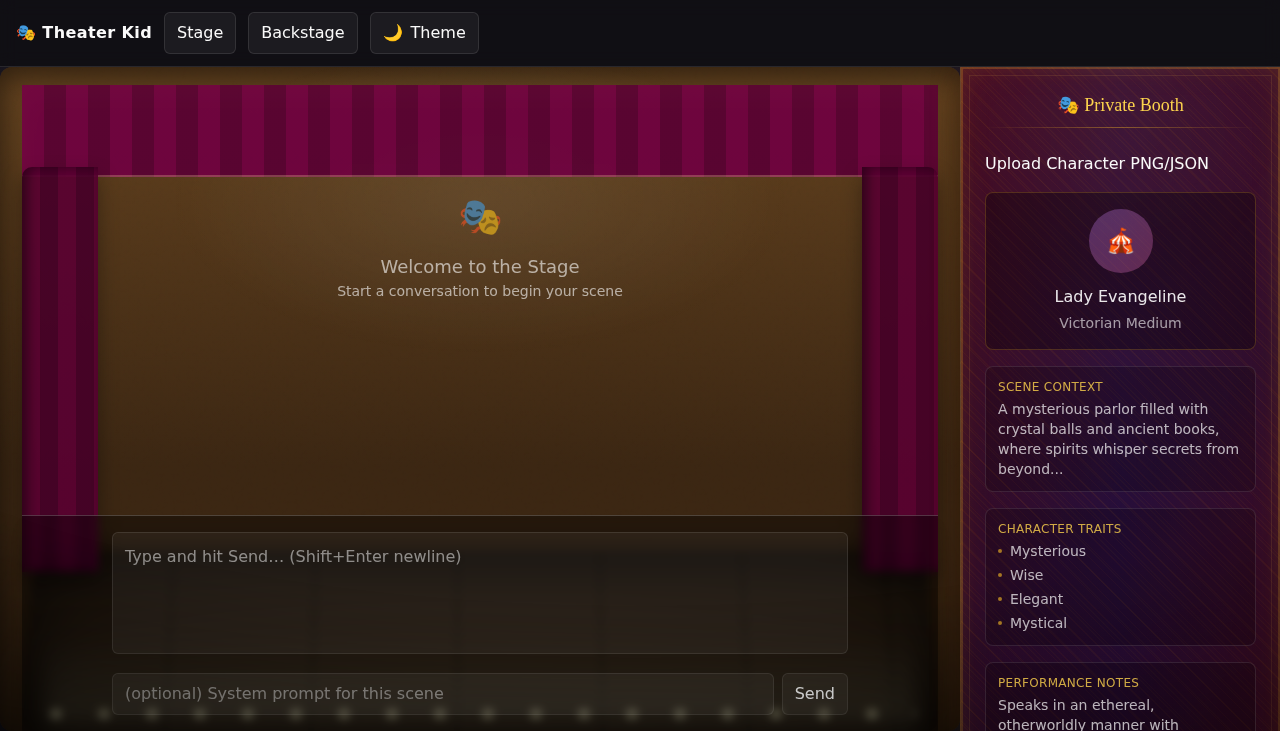 Theater Kid
Stage
Backstage
Theme
Welcome to the Stage
Start a conversation to begin your scene
Type and hit Send... (Shift+Enter newline)
(optional) System prompt for this scene
Send
Private Booth
Upload Character PNG/JSON
Lady Evangeline
Victorian Medium
SCENE CONTEXT
A mysterious parlor filled with
crystal balls and ancient books,
where spirits whisper secrets from
beyond...
CHARACTER TRAITS
• Mysterious
• Wise
• Elegant
• Mystical
PERFORMANCE NOTES
Speaks in an ethereal,
otherworldly manner with